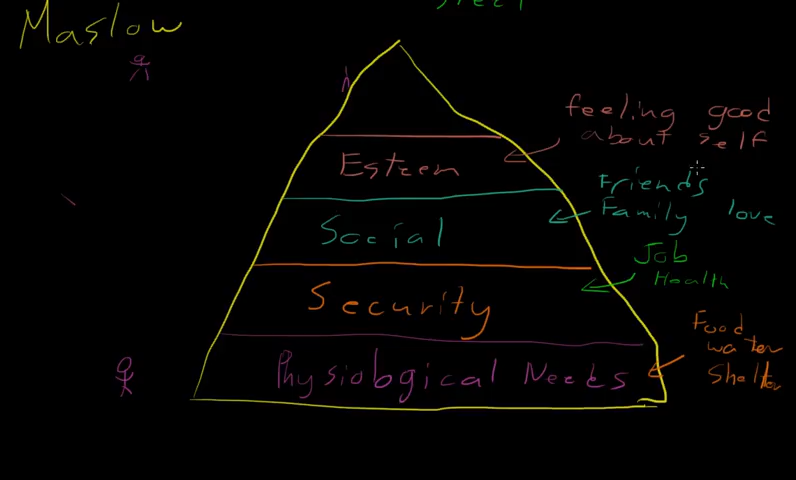 Maslow
feeling good
about self
Esteem
Friends
Family love
Social
Job
Health
Security
Food
water
Shelter
Physiological Needs